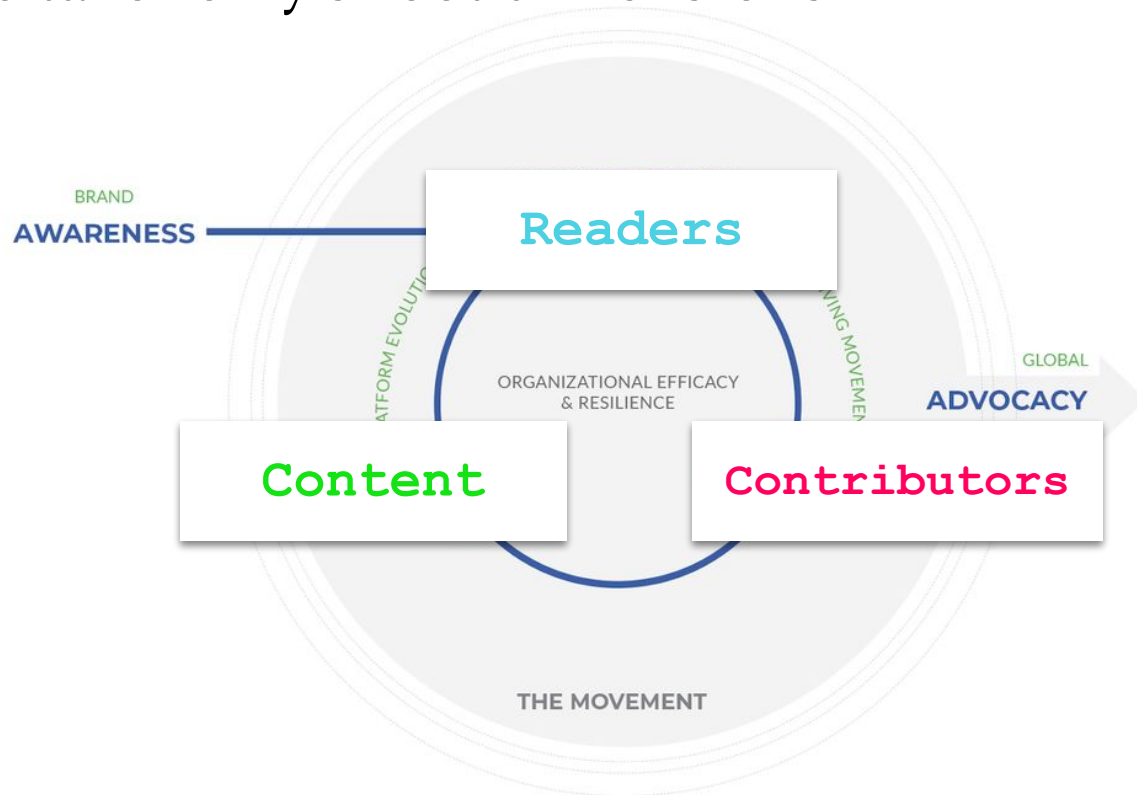 BRAND
AWARENESS
Readers
ORGANIZATIONAL EFFICACY
& RESILIENCE
GLOBAL
ADVOCACY
Content
Contributors
THE MOVEMENT